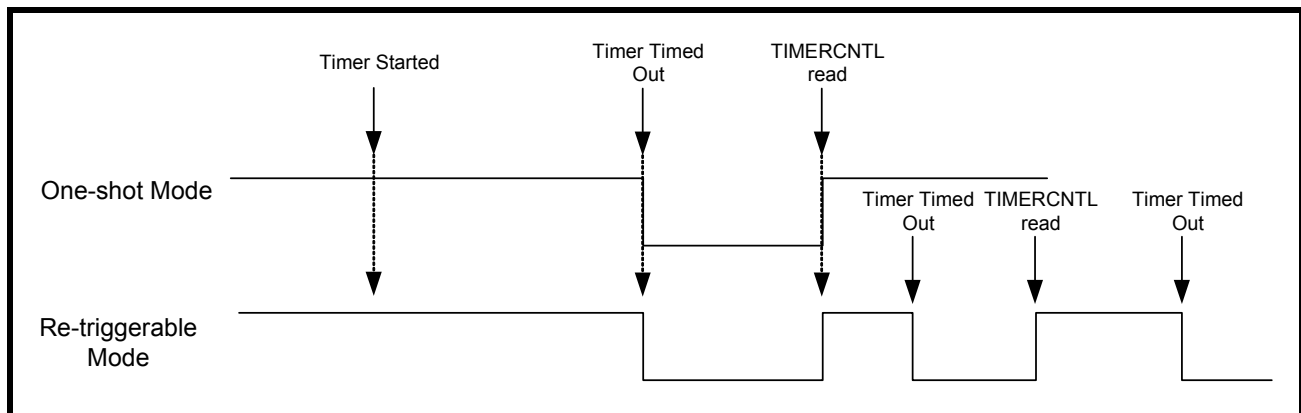 Timer Started
Timer Timed
Out
TIMERCNTL
read
One-shot Mode
Timer Timed
Out
TIMERCNTL
read
Timer Timed
Out
Re-triggerable
Mode